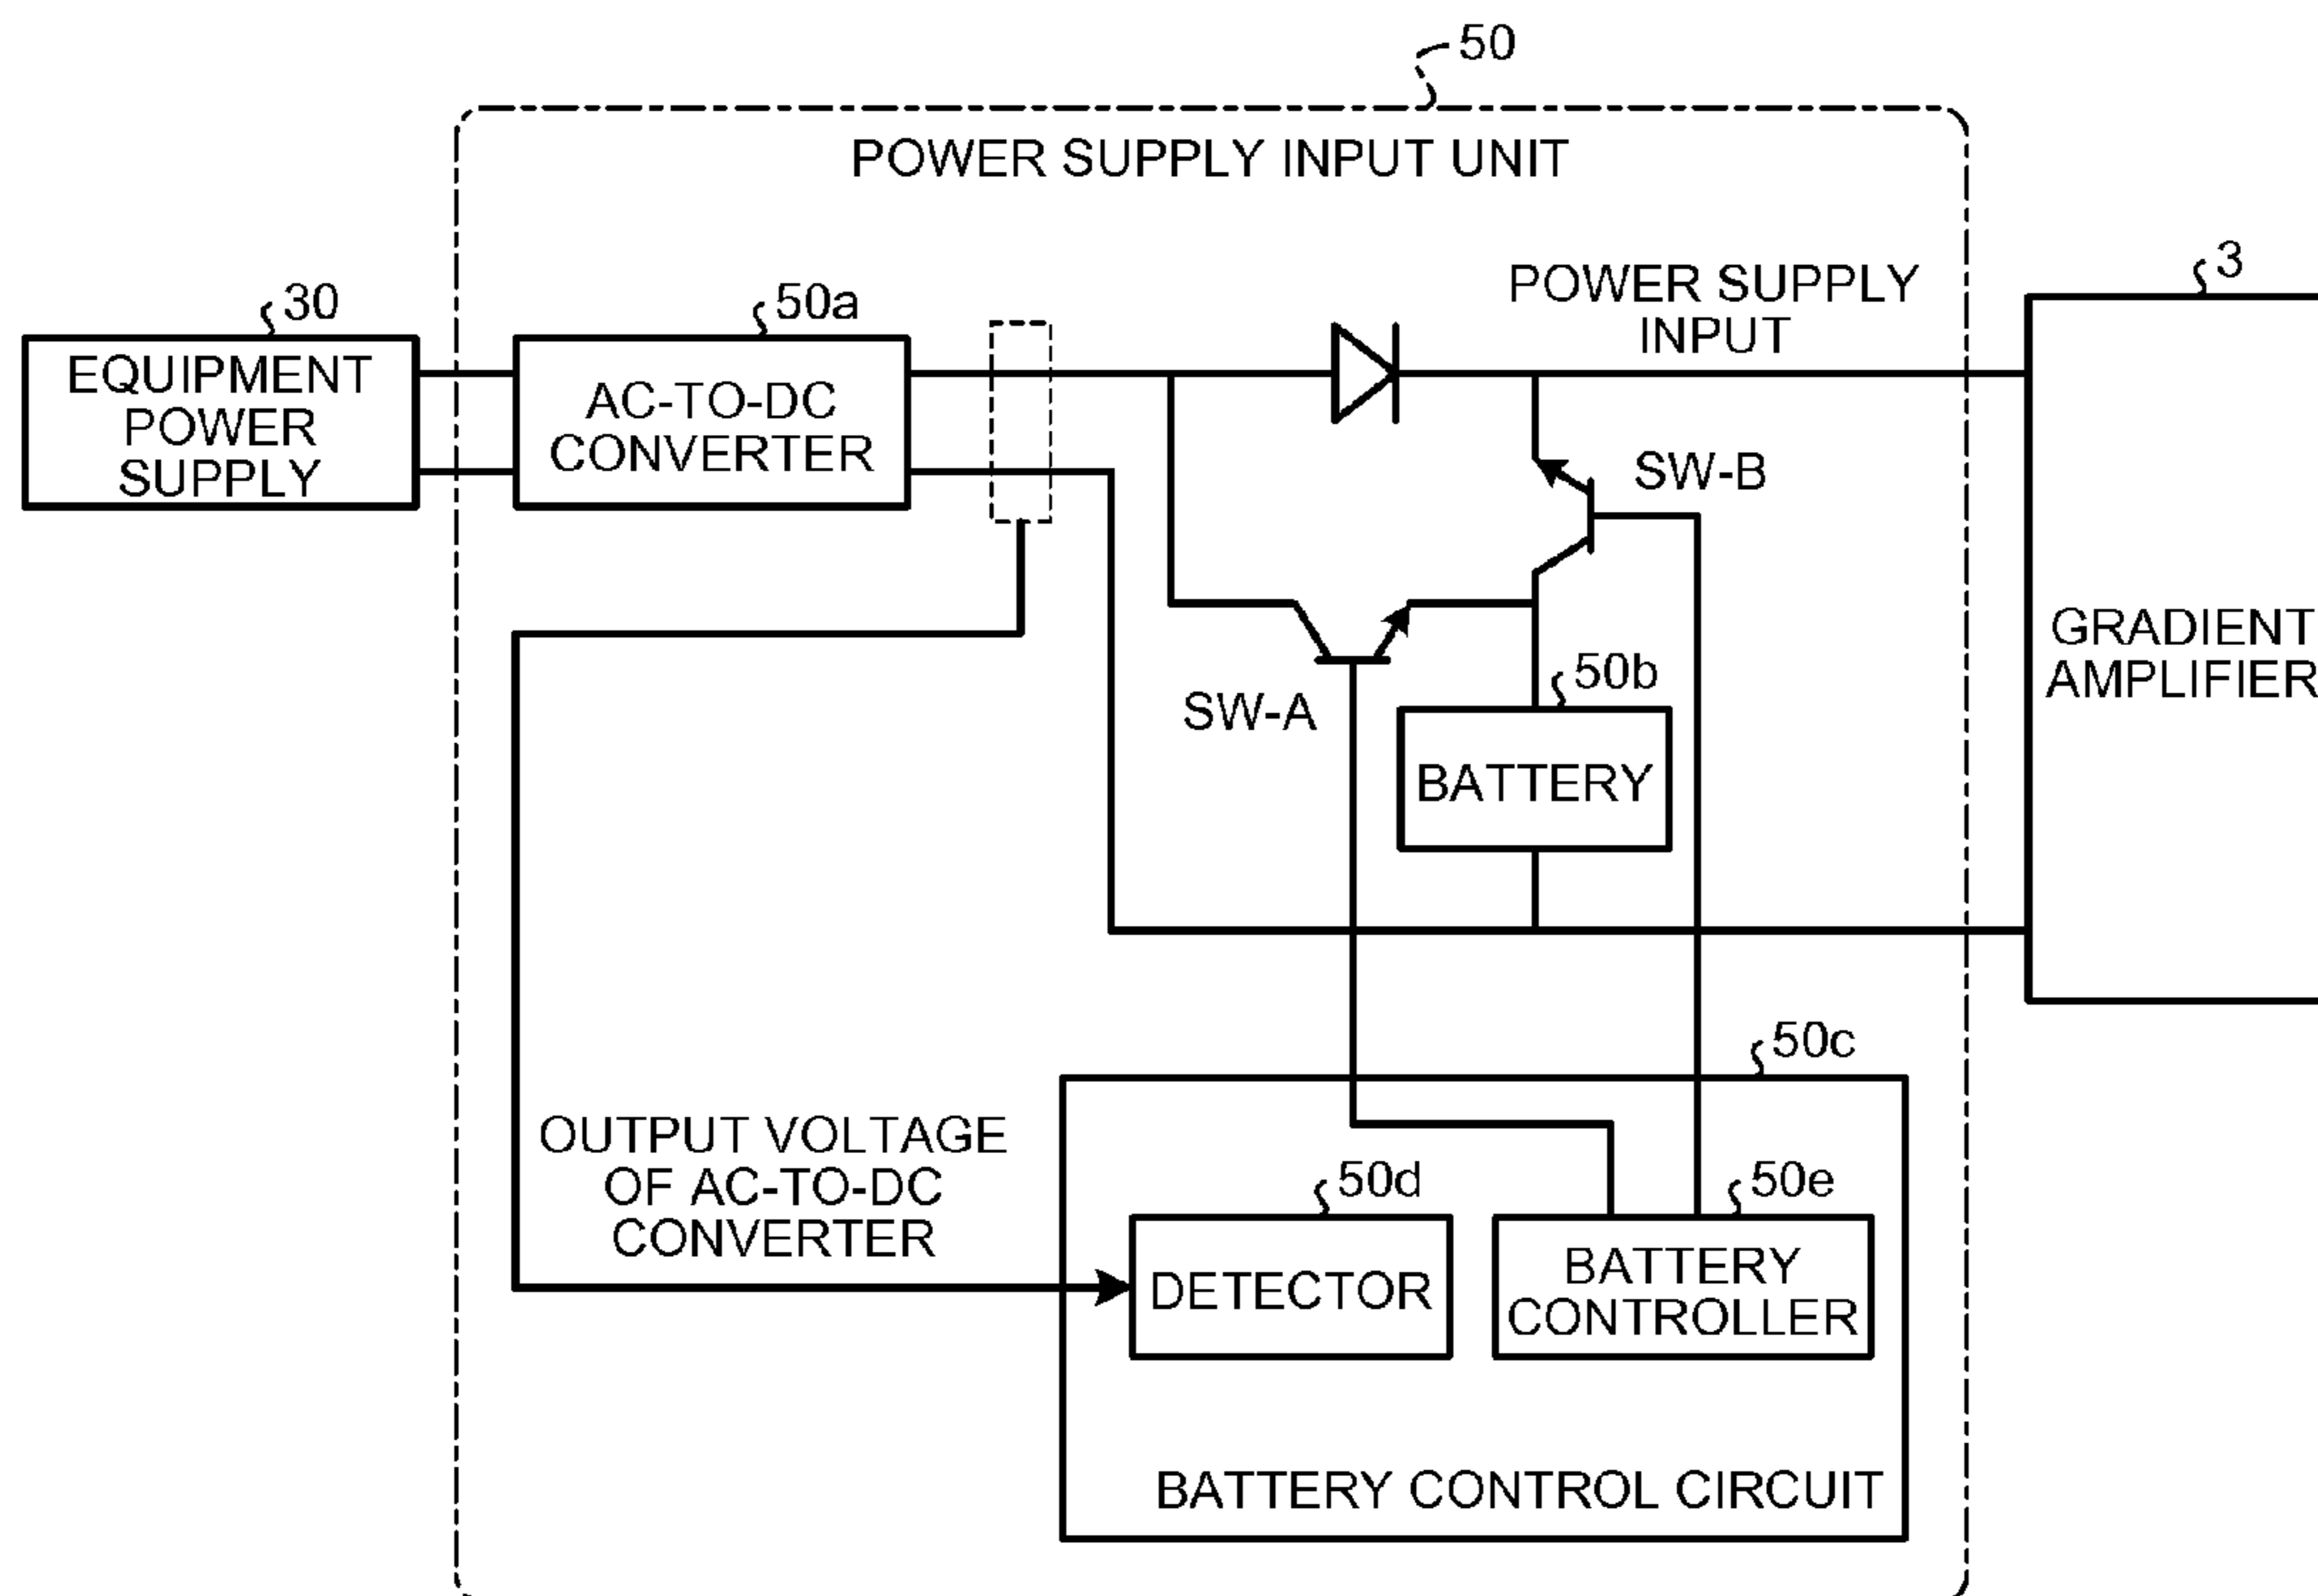 50
POWER SUPPLY INPUT UNIT
30
EQUIPMENT
POWER
SUPPLY
50a
AC-TO-DC
CONVERTER
POWER SUPPLY
INPUT
3
GRADIENT
AMPLIFIER
SW-B
SW-A
50b
BATTERY
50c
OUTPUT VOLTAGE
OF AC-TO-DC
CONVERTER
50d
DETECTOR
50e
BATTERY
CONTROLLER
BATTERY CONTROL CIRCUIT